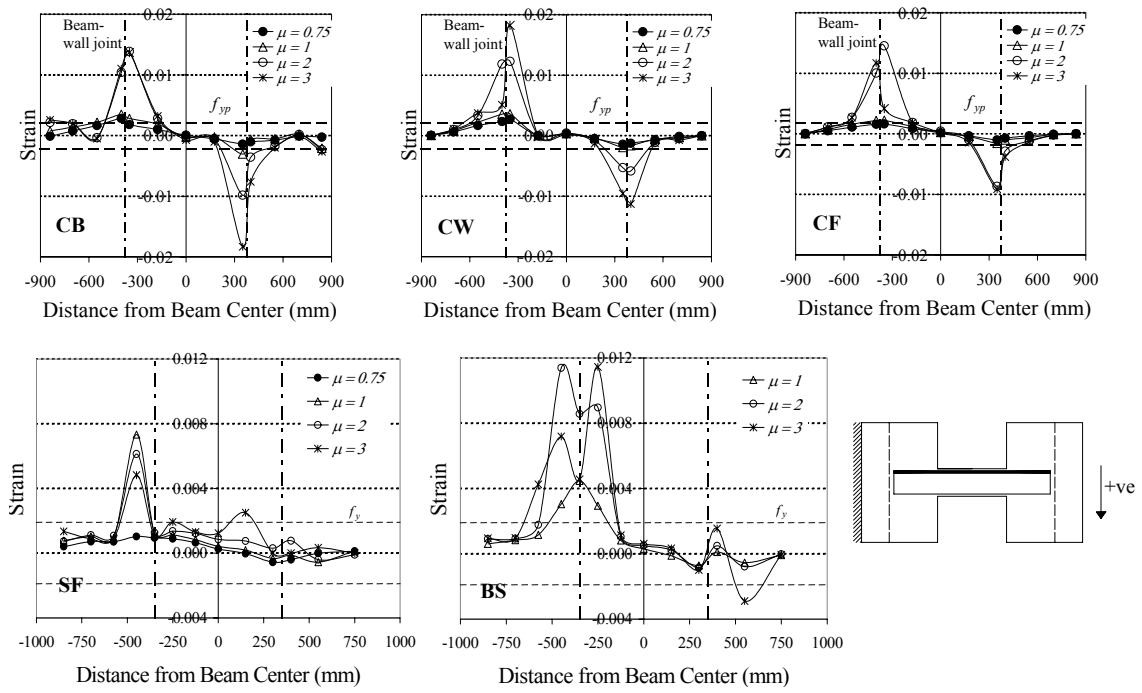 Beam-
wall joint
μ = 0.75
μ = 1
μ = 2
μ = 3
0.02
0.01
0.00
-0.01
-0.02
f_yp
Strain
CB
-900 -600 -300 0 300 600 900
Distance from Beam Center (mm)
Beam-
wall joint
μ = 0.75
μ = 1
μ = 2
μ = 3
0.02
0.01
0.00
-0.01
-0.02
f_yp
Strain
CW
-900 -600 -300 0 300 600 900
Distance from Beam Center (mm)
Beam-
wall joint
μ = 0.75
μ = 1
μ = 2
μ = 3
0.02
0.01
0.00
-0.01
-0.02
f_yp
Strain
CF
-900 -600 -300 0 300 600 900
Distance from Beam Center (mm)
0.012
0.008
0.004
0.000
-0.004
μ = 0.75
μ = 1
μ = 2
μ = 3
f_y
Strain
SF
-1000 -750 -500 -250 0 250 500 750 1000
Distance from Beam Center (mm)
0.012
0.008
0.004
0.000
-0.004
μ = 1
μ = 2
μ = 3
f_y
Strain
BS
-1000 -750 -500 -250 0 250 500 750 1000
Distance from Beam Center (mm)
+ve